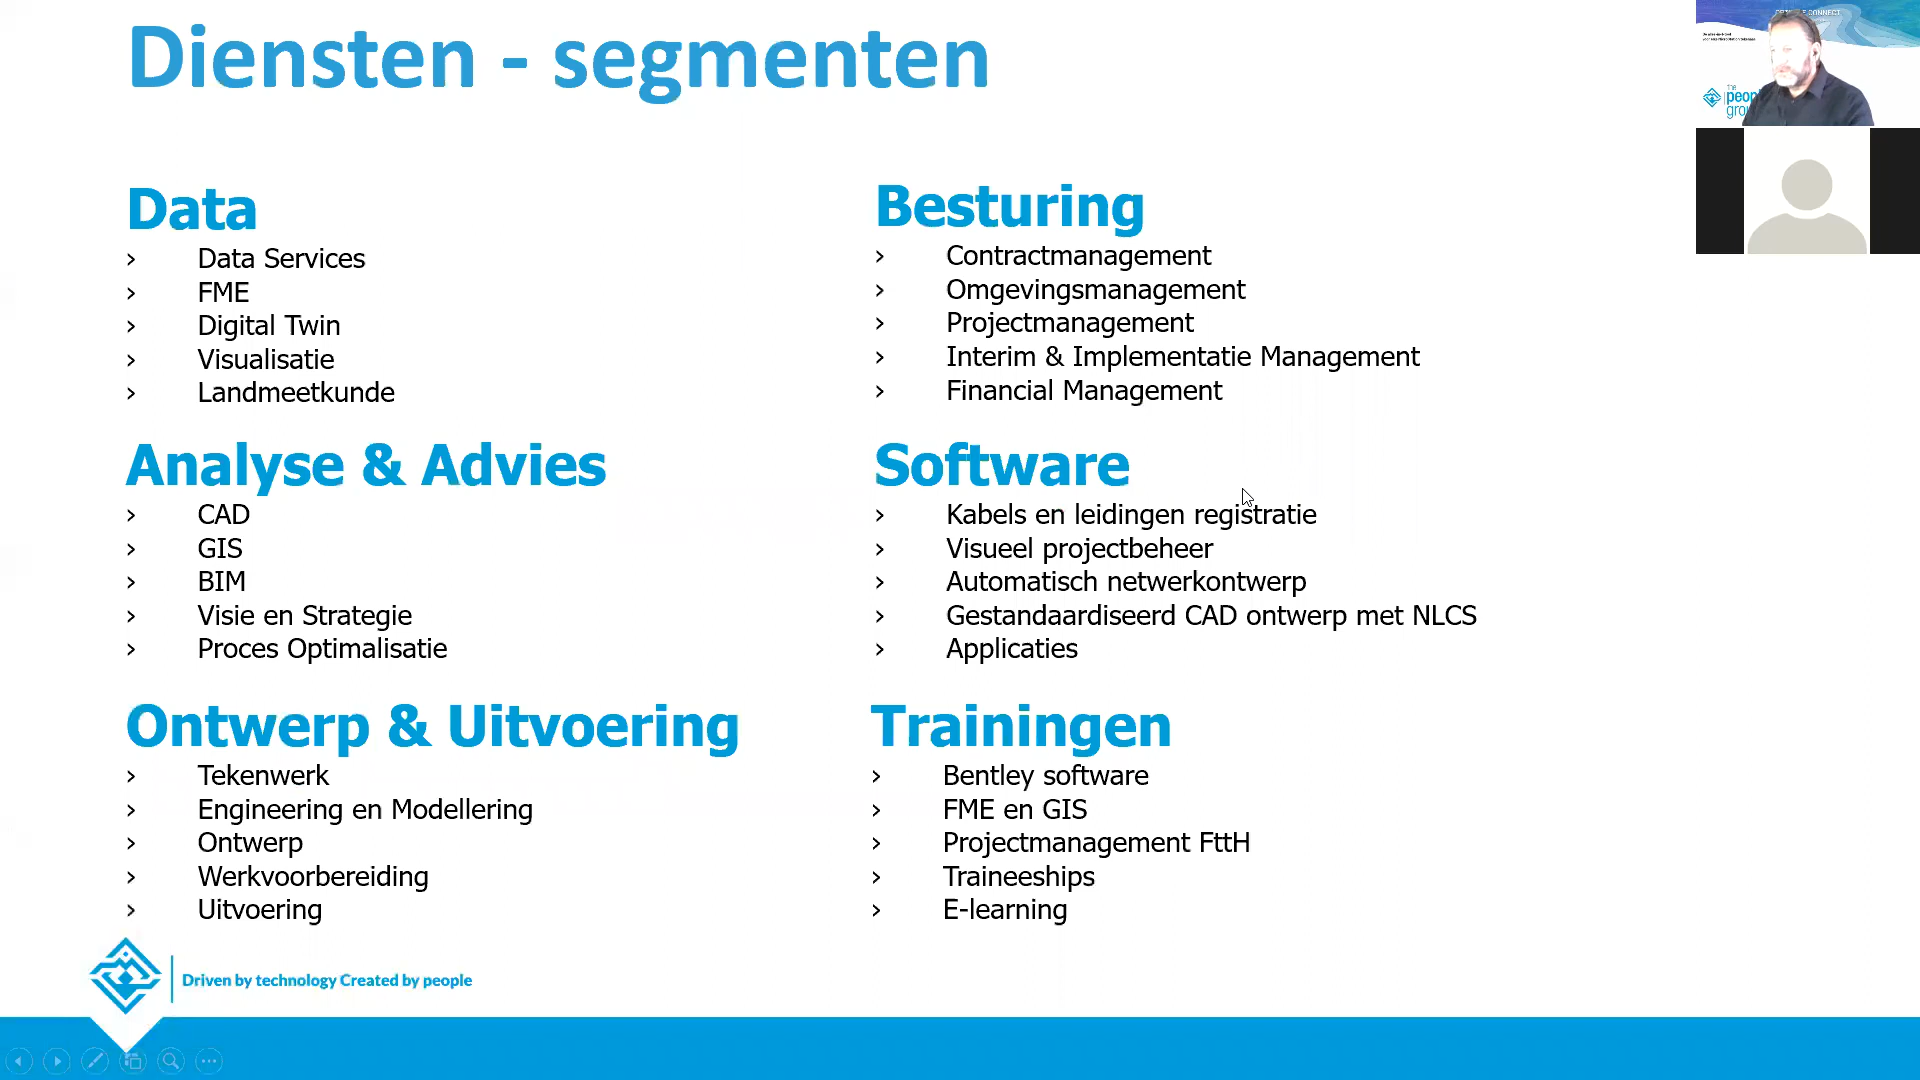 Diensten - segmenten
Data
› Data Services
› FME
› Digital Twin
› Visualisatie
› Landmeetkunde
Analyse & Advies
› CAD
› GIS
› BIM
› Visie en Strategie
› Proces Optimalisatie
Ontwerp & Uitvoering
› Tekenwerk
› Engineering en Modellering
› Ontwerp
› Werkvoorbereiding
› Uitvoering
Besturing
› Contractmanagement
› Omgevingsmanagement
› Projectmanagement
› Interim & Implementatie Management
› Financial Management
Software
› Kabels en leidingen registratie
› Visueel projectbeheer
› Automatisch netwerkontwerp
› Gestandaardiseerd CAD ontwerp met NLCS
› Applicaties
Trainingen
› Bentley software
› FME en GIS
› Projectmanagement FttH
› Traineeships
› E-learning
Driven by technology Created by people
CONNECT
the